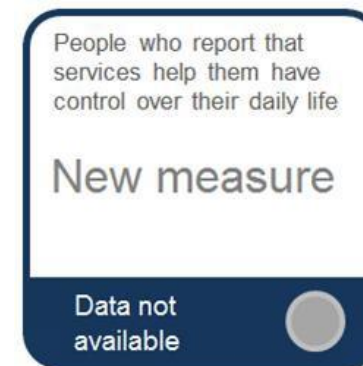 People who report that
services help them have
control over their daily life
New measure
Data not
available